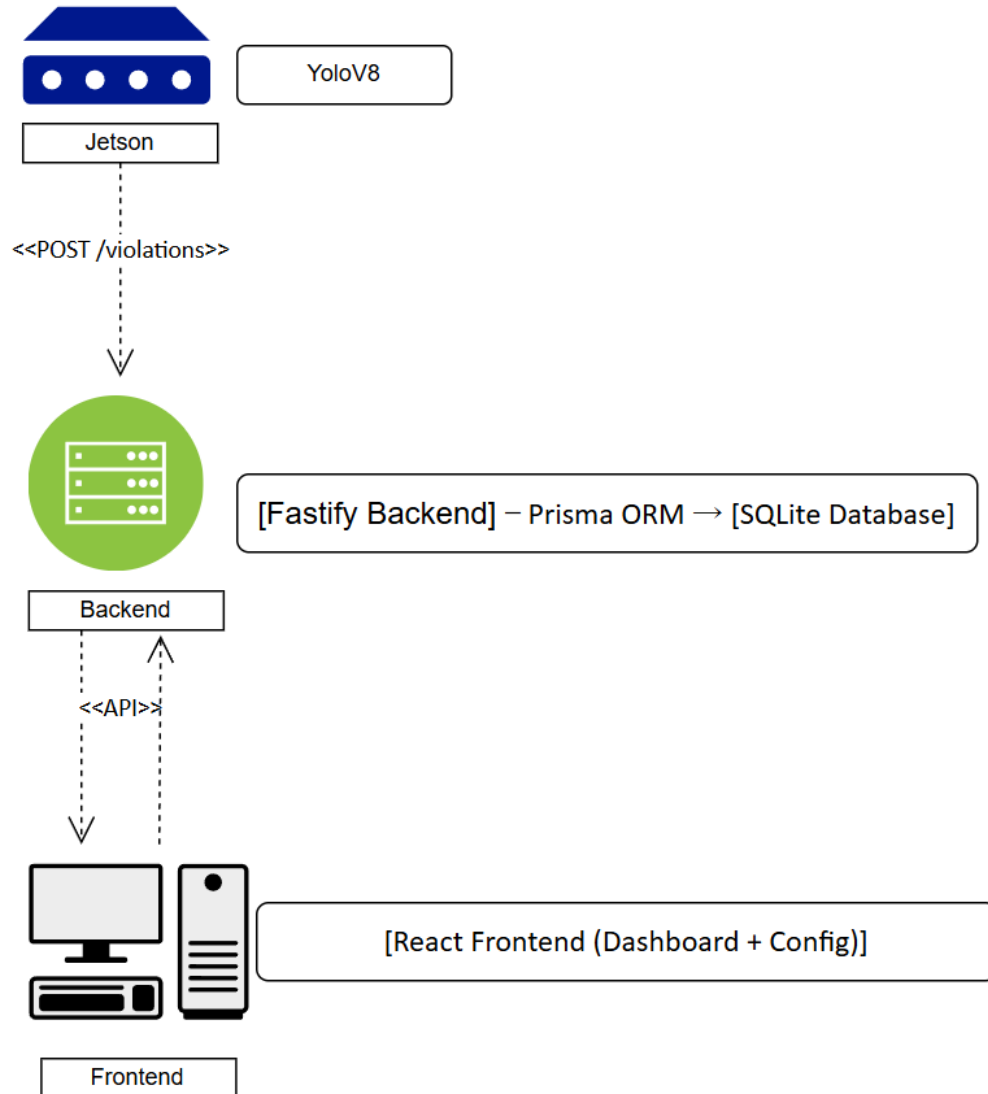 YoloV8
Jetson
<<POST /violations>>
[Fastify Backend] – Prisma ORM → [SQLite Database]
Backend
<<API>>
[React Frontend (Dashboard + Config)]
Frontend